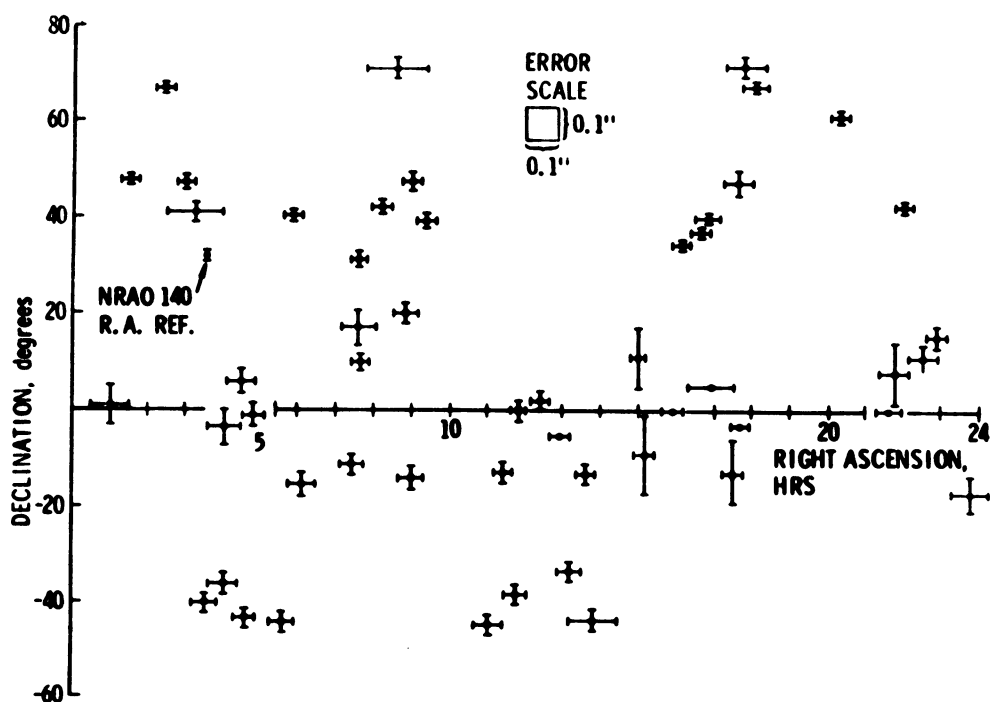 80
60
40
20
-20
-40
-60
DECLINATION, degrees
ERROR
SCALE
0.1"
0.1"
NRAO 140
R. A. REF.
5
10
20
24
RIGHT ASCENSION,
HRS